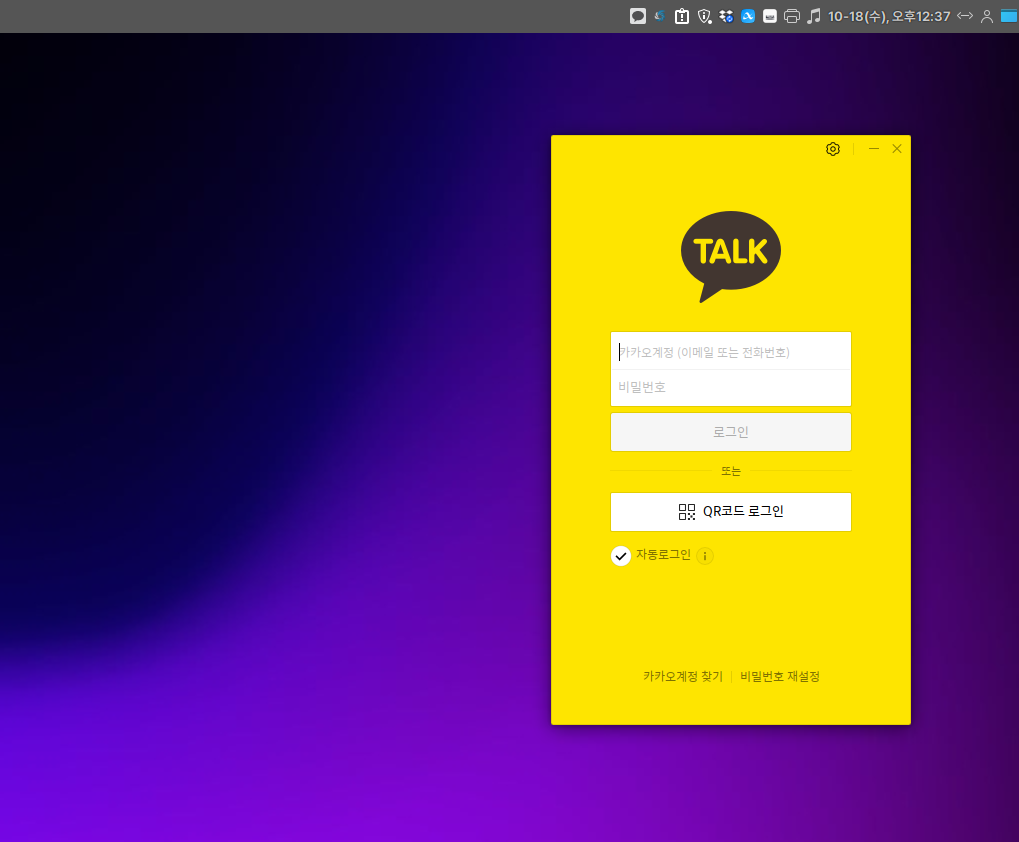 10-18(수), 오후12:37
TALK
카카오계정 (이메일 또는 전화번호)
비밀번호
로그인
또는
QR코드 로그인
자동로그인
카카오계정 찾기 | 비밀번호 재설정